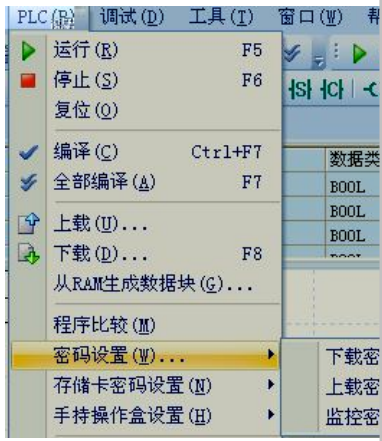 PLC(P) 调试(D) 工具(I) 窗口(W)
运行(R) F5
停止(S) F6
复位(O)
编译(C) Ctrl+F7
全部编译(A) F7
上载(U)...
下载(D)... F8
从RAM生成数据块(G)...
程序比较(M)
密码设置(W)...
存储卡密码设置(N)
手持操作盒设置(H)
数据类
BOOL
BOOL
BOOL
下载密
上载密
监控密